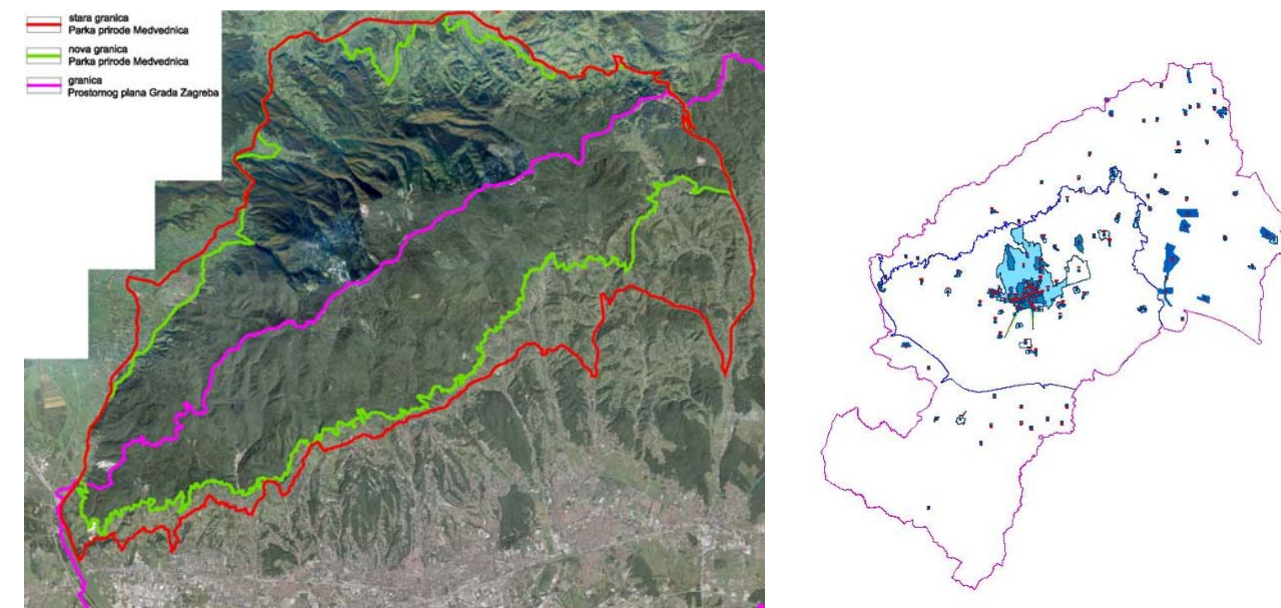 stara granica
Parka prirode Medvednica
nova granica
Parka prirode Medvednica
granica
Prostornog plana Grada Zagreba